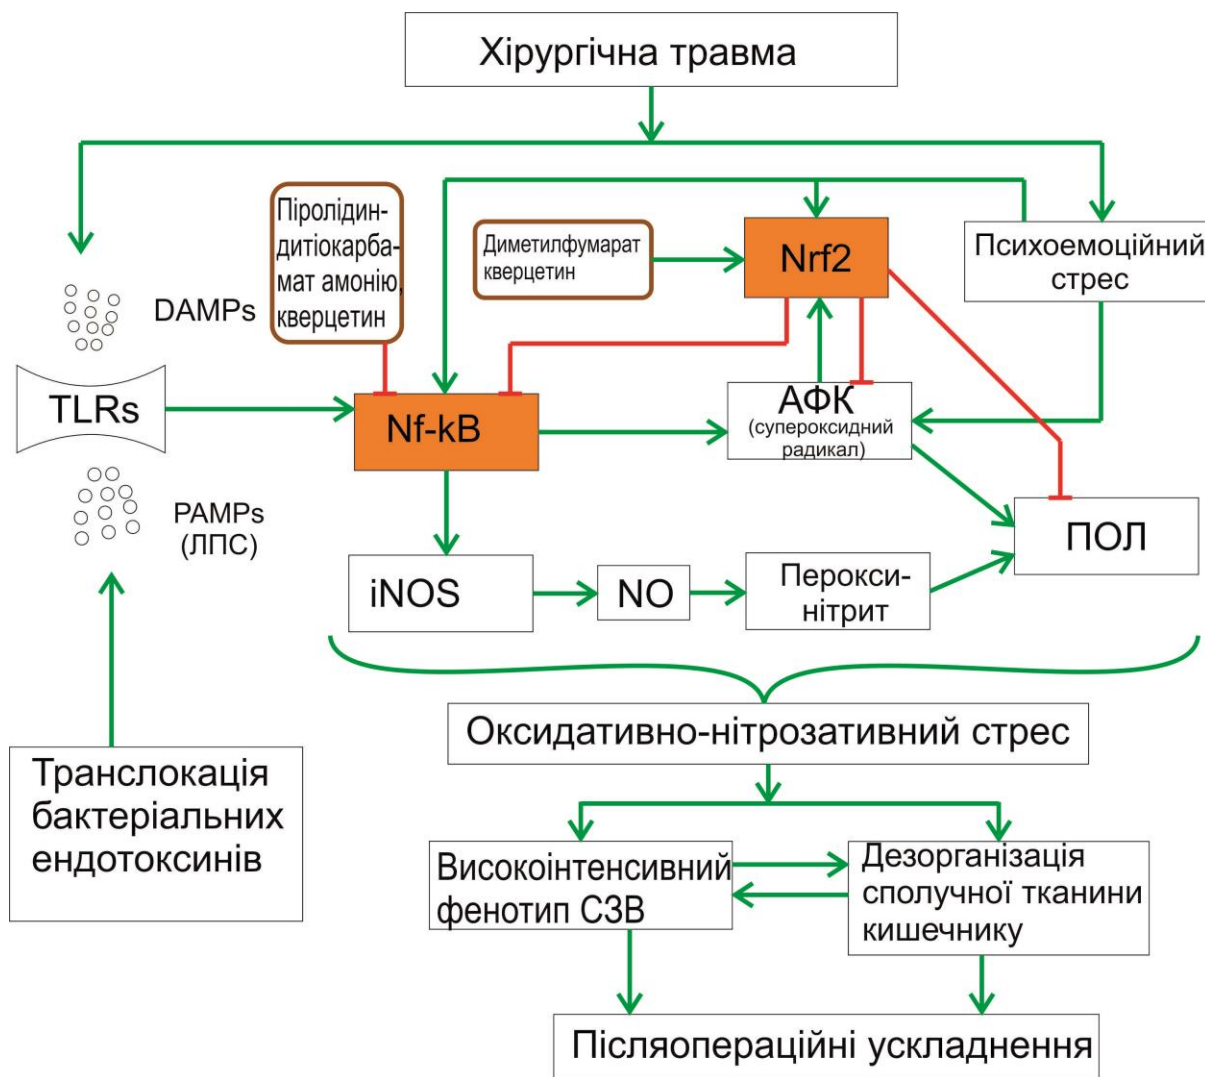 Хірургічна травма
Піролідин-
дитіокарба-
мат амонію,
кверцетин
Диметилфумарат
кверцетин
Nrf2
Психоемоційний
стрес
DAMPs
TLRs
Nf-kB
АФК
(супероксидний
радикал)
PAMPs
(ЛПС)
ПОЛ
iNOS
NO
Перокси-
нітрит
Оксидативно-нітрозативний стрес
Транслокація
бактеріальних
ендотоксинів
Високоінтенсивний
фенотип СЗВ
Дезорганізація
сполучної тканини
кишечнику
Післяопераційні ускладнення